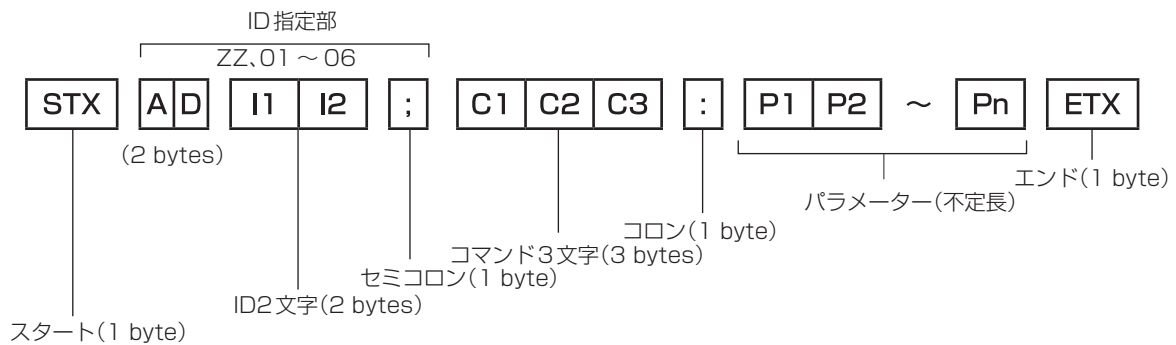 ID指定部
ZZ、01 ～ 06
STX A D I1 I2 ; C1 C2 C3 : P1 P2 ～ Pn ETX
(2 bytes)
エンド(1 byte)
パラメーター(不定長)
コロン(1 byte)
コマンド3文字(3 bytes)
セミコロン(1 byte)
ID2文字(2 bytes)
スタート(1 byte)